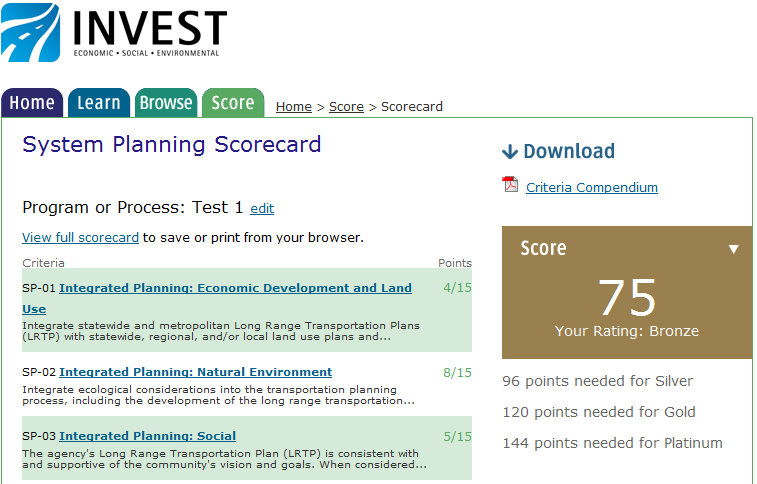 INVEST
ECONOMIC • SOCIAL • ENVIRONMENTAL
Home Learn Browse Score Home > Score > Scorecard
System Planning Scorecard
Program or Process: Test 1 edit
View full scorecard to save or print from your browser.
Criteria Points
SP-01 Integrated Planning: Economic Development and Land 4/15
Use
Integrate statewide and metropolitan Long Range Transportation Plans
(LRTP) with statewide, regional, and/or local land use plans and...
SP-02 Integrated Planning: Natural Environment 8/15
Integrate ecological considerations into the transportation planning
process, including the development of the long range transportation...
SP-03 Integrated Planning: Social 5/15
The agency's Long Range Transportation Plan (LRTP) is consistent with
and supportive of the community's vision and goals. When considered...
Download
Criteria Compendium
Score
75
Your Rating: Bronze
96 points needed for Silver
120 points needed for Gold
144 points needed for Platinum